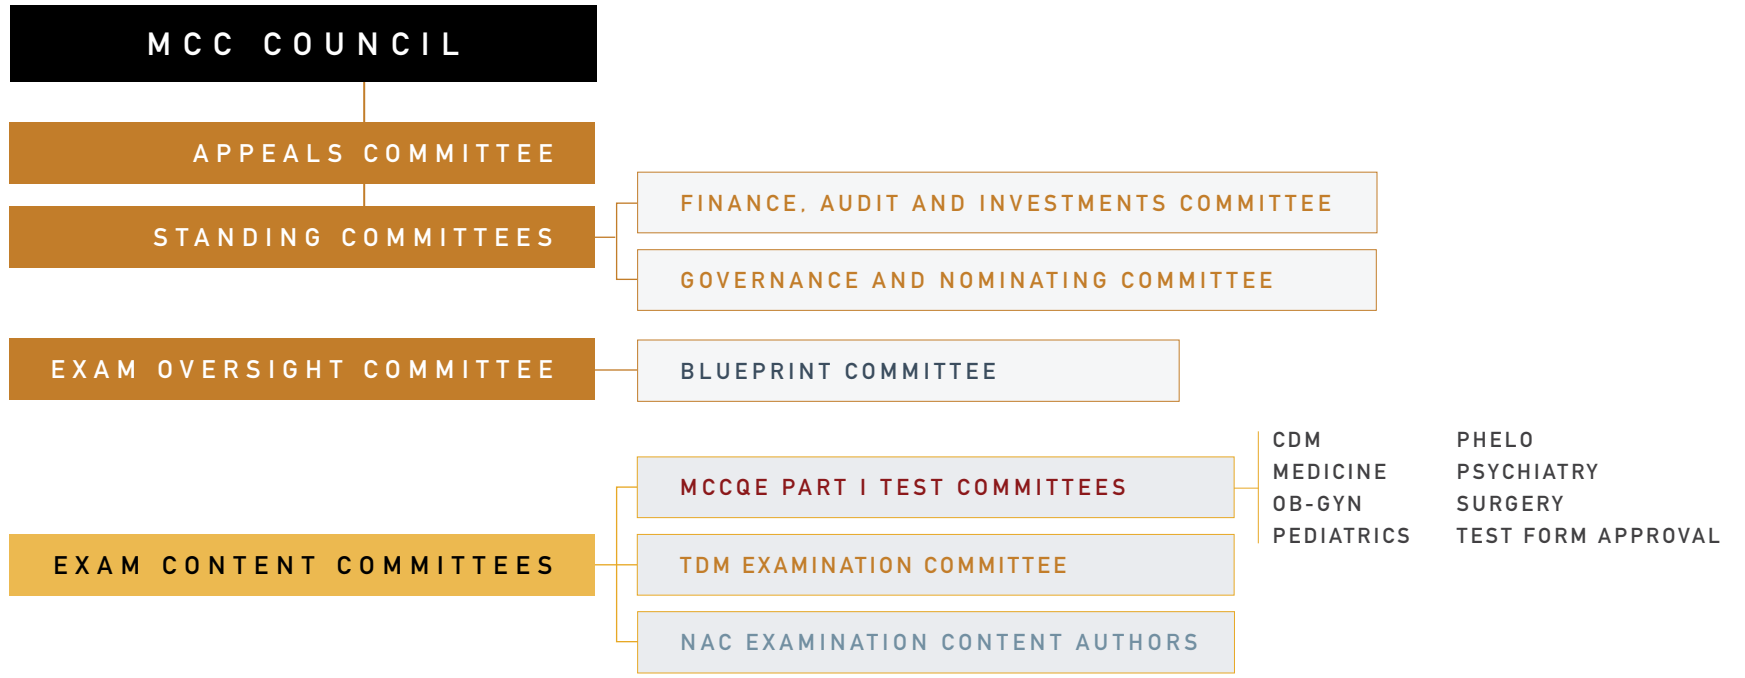 MCC COUNCIL
APPEALS COMMITTEE
STANDING COMMITTEES
FINANCE, AUDIT AND INVESTMENTS COMMITTEE
GOVERNANCE AND NOMINATING COMMITTEE
EXAM OVERSIGHT COMMITTEE
BLUEPRINT COMMITTEE
EXAM CONTENT COMMITTEES
MCCQE PART I TEST COMMITTEES
CDM
MEDICINE
OB-GYN
PEDIATRICS
PHELO
PSYCHIATRY
SURGERY
TEST FORM APPROVAL
TDM EXAMINATION COMMITTEE
NAC EXAMINATION CONTENT AUTHORS